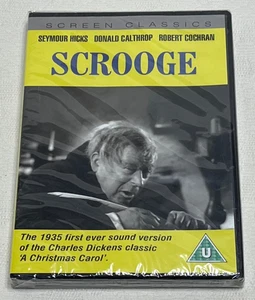 SCREEN CLASSICS
SEYMOUR HICKS DONALD CALTHROP ROBERT COCHRAN
SCROOGE
The 1935 first ever sound version
of the Charles Dickens classic
'A Christmas Carol'.
U